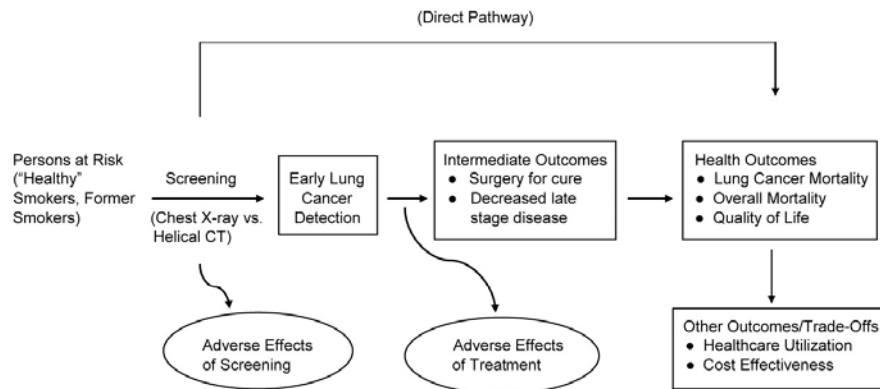 (Direct Pathway)
Persons at Risk
(“Healthy”
Smokers, Former
Smokers)
Screening
(Chest X-ray vs.
Helical CT)
Early Lung
Cancer
Detection
Intermediate Outcomes
● Surgery for cure
● Decreased late
stage disease
Health Outcomes
● Lung Cancer Mortality
● Overall Mortality
● Quality of Life
Adverse Effects
of Screening
Adverse Effects
of Treatment
Other Outcomes/Trade-Offs
● Healthcare Utilization
● Cost Effectiveness